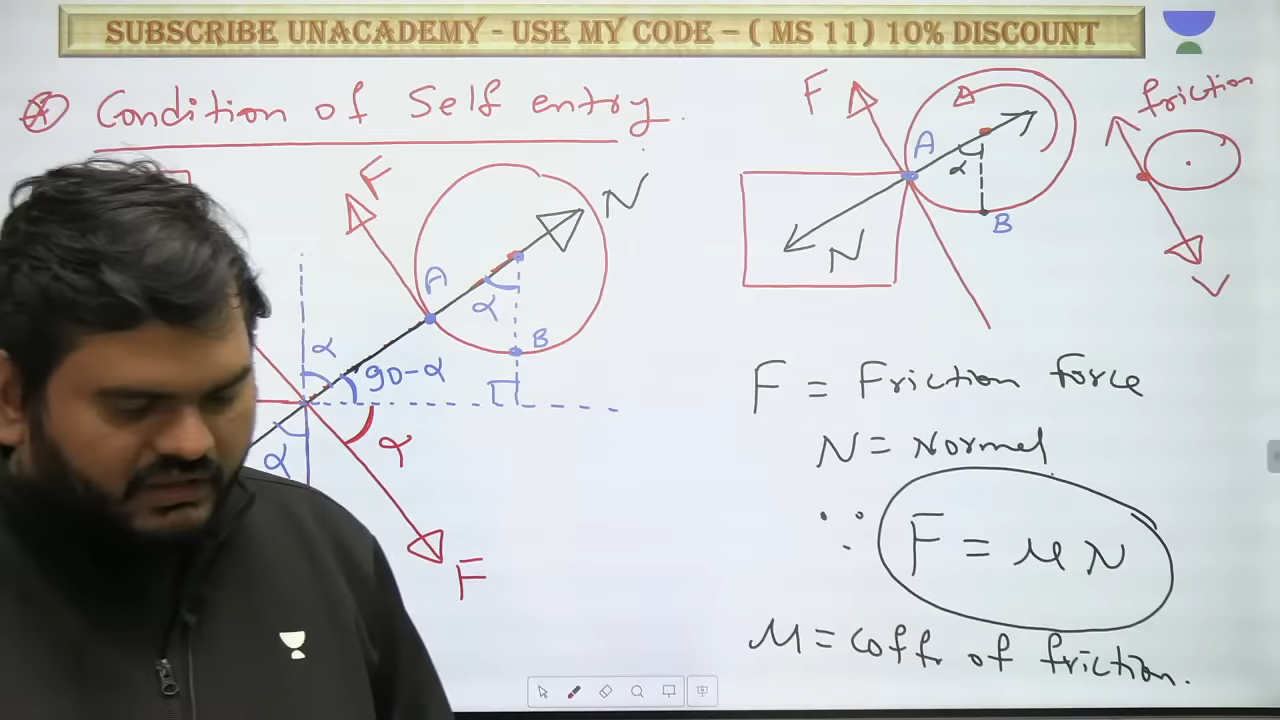 SUBSCRIBE UNACADEMY - USE MY CODE – ( MS 11) 10% DISCOUNT
Condition of Self entry.
F
N
A
α
B
α
90-α
α
α
F
F
A
α
B
N
friction
V
F = Friction force
N = Normal
∵ F = μ N
μ = coff of friction.